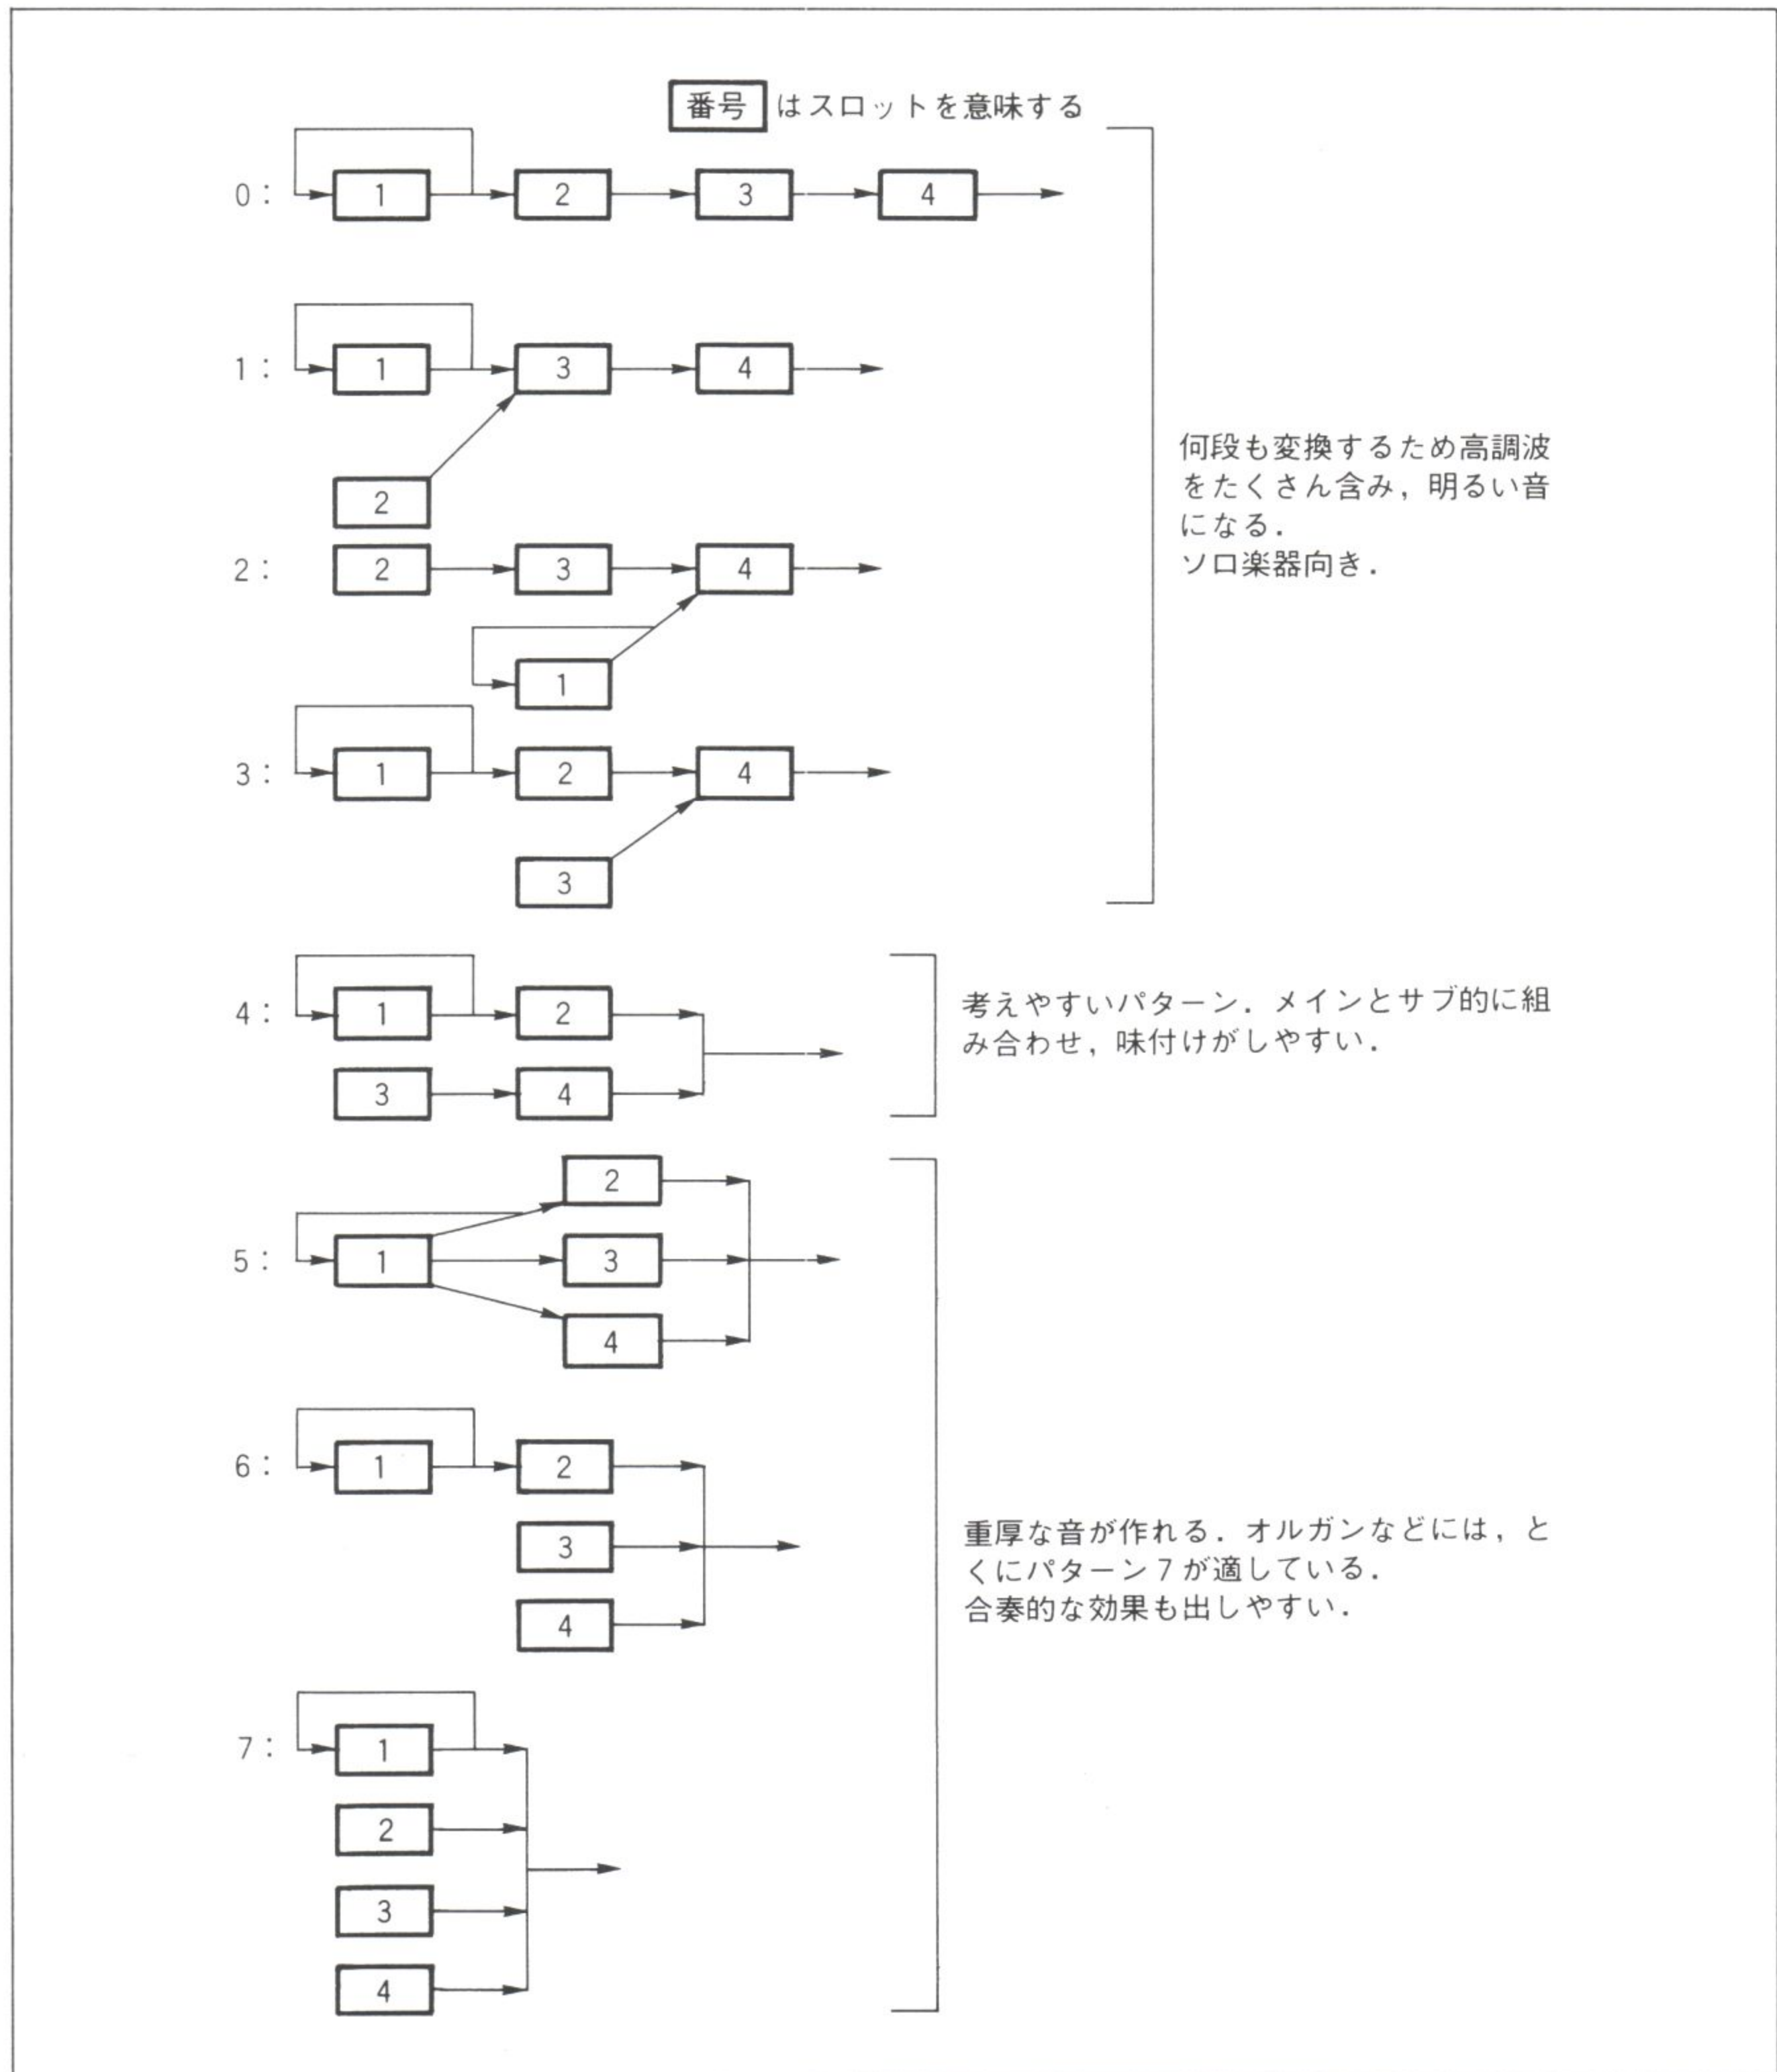 番号 はスロットを意味する
0: 1 2 3 4
1: 1 3 4
2
何段も変換するため高調波
をたくさん含み，明るい音
になる．
ソロ楽器向き．
2: 2 3 4
1
3: 1 2 4
3
4: 1 2
3 4
考えやすいパターン．メインとサブ的に組
み合わせ，味付けがしやすい．
2
5: 1 3
4
6: 1 2
3
4
重厚な音が作れる．オルガンなどには，と
くにパターン7が適している．
合奏的な効果も出しやすい．
7: 1
2
3
4